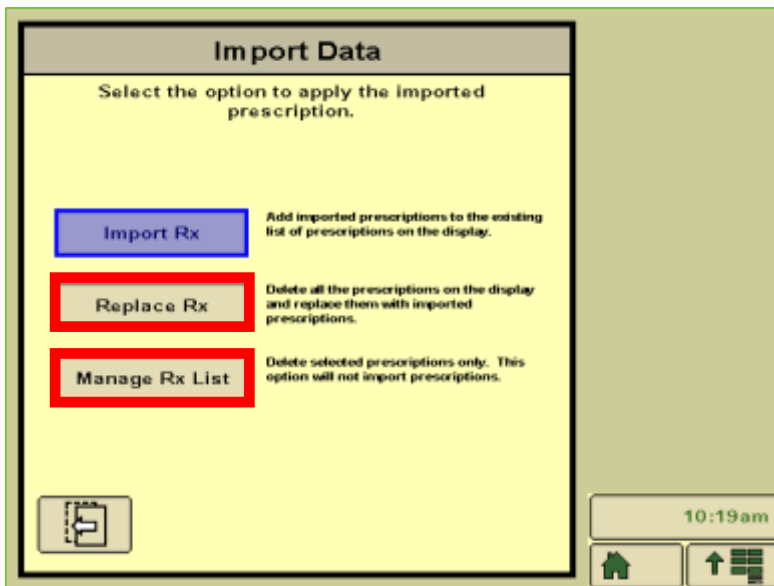 Import Data
Select the option to apply the imported
prescription.
Import Rx
Add imported prescriptions to the existing
list of prescriptions on the display.
Replace Rx
Delete all the prescriptions on the display
and replace them with imported
prescriptions.
Manage Rx List
Delete selected prescriptions only. This
option will not import prescriptions.
10:19am